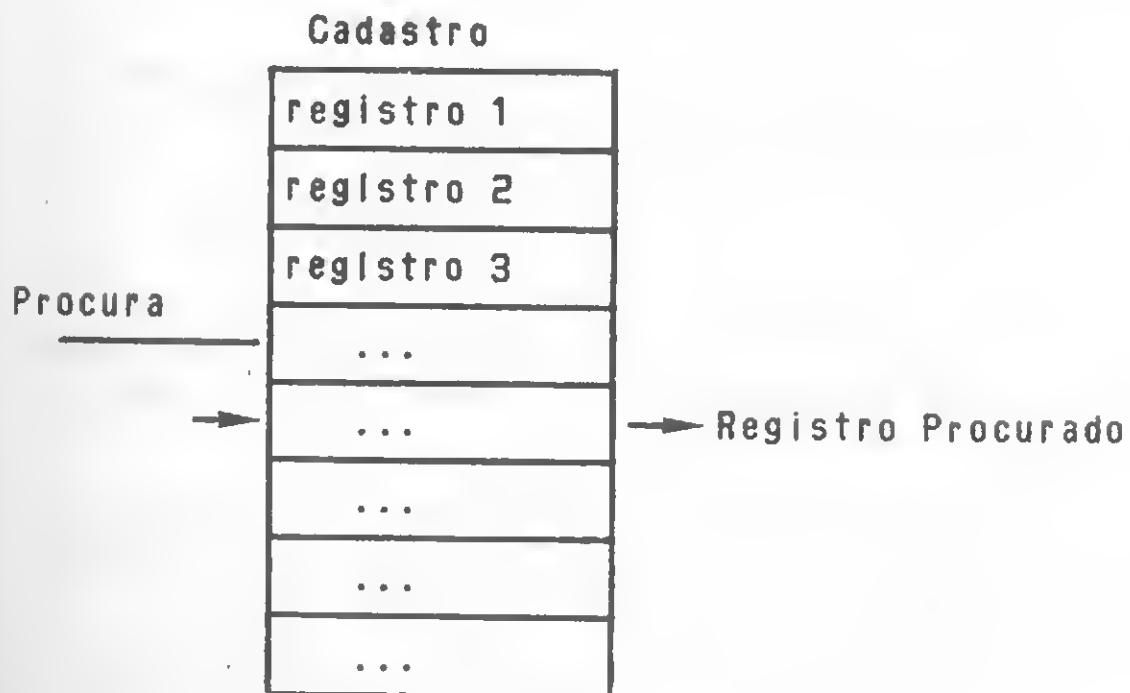 Cadastro
registro 1
registro 2
registro 3
Procura
...
...
Registro Procurado
...
...
...